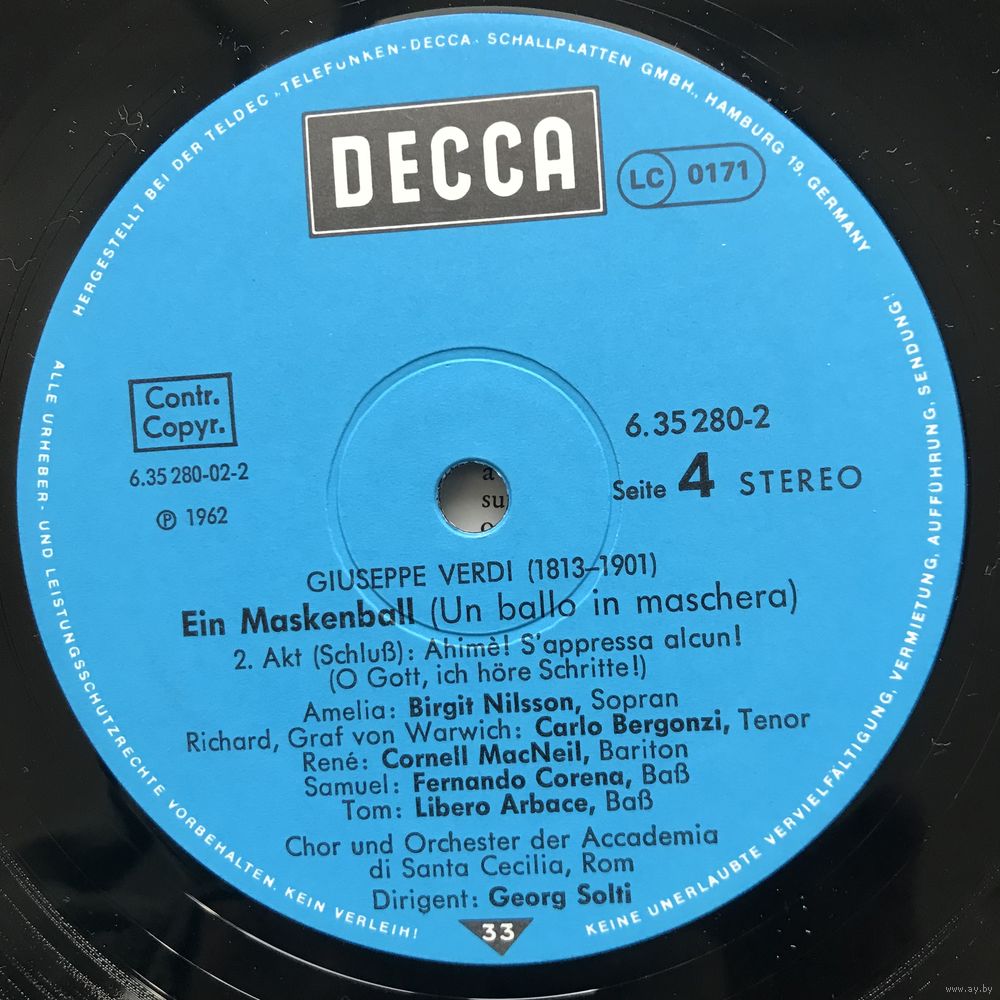 HERGESTELLT BEI DER TELDEC »TELEFUNKEN-DECCA« SCHALLPLATTEN GMBH., HAMBURG 19, GERMANY
DECCA
LC 0171
Contr.
Copyr.
6.35 280-02-2
℗ 1962
6.35 280-2
Seite 4 STEREO
a
su
o
GIUSEPPE VERDI (1813–1901)
Ein Maskenball (Un ballo in maschera)
2. Akt (Schluß): Ahimè! S'appressa alcun!
(O Gott, ich höre Schritte!)
Amelia: Birgit Nilsson, Sopran
Richard, Graf von Warwich: Carlo Bergonzi, Tenor
René: Cornell MacNeil, Bariton
Samuel: Fernando Corena, Baß
Tom: Libero Arbace, Baß
Chor und Orchester der Accademia
di Santa Cecilia, Rom
Dirigent: Georg Solti
33
ALLE URHEBER- UND LEISTUNGSSCHUTZRECHTE VORBEHALTEN. KEIN VERLEIH!
KEINE UNERLAUBTE VERVIELFÄLTIGUNG, VERMIETUNG, AUFFÜHRUNG, SENDUNG!
www.ay.by